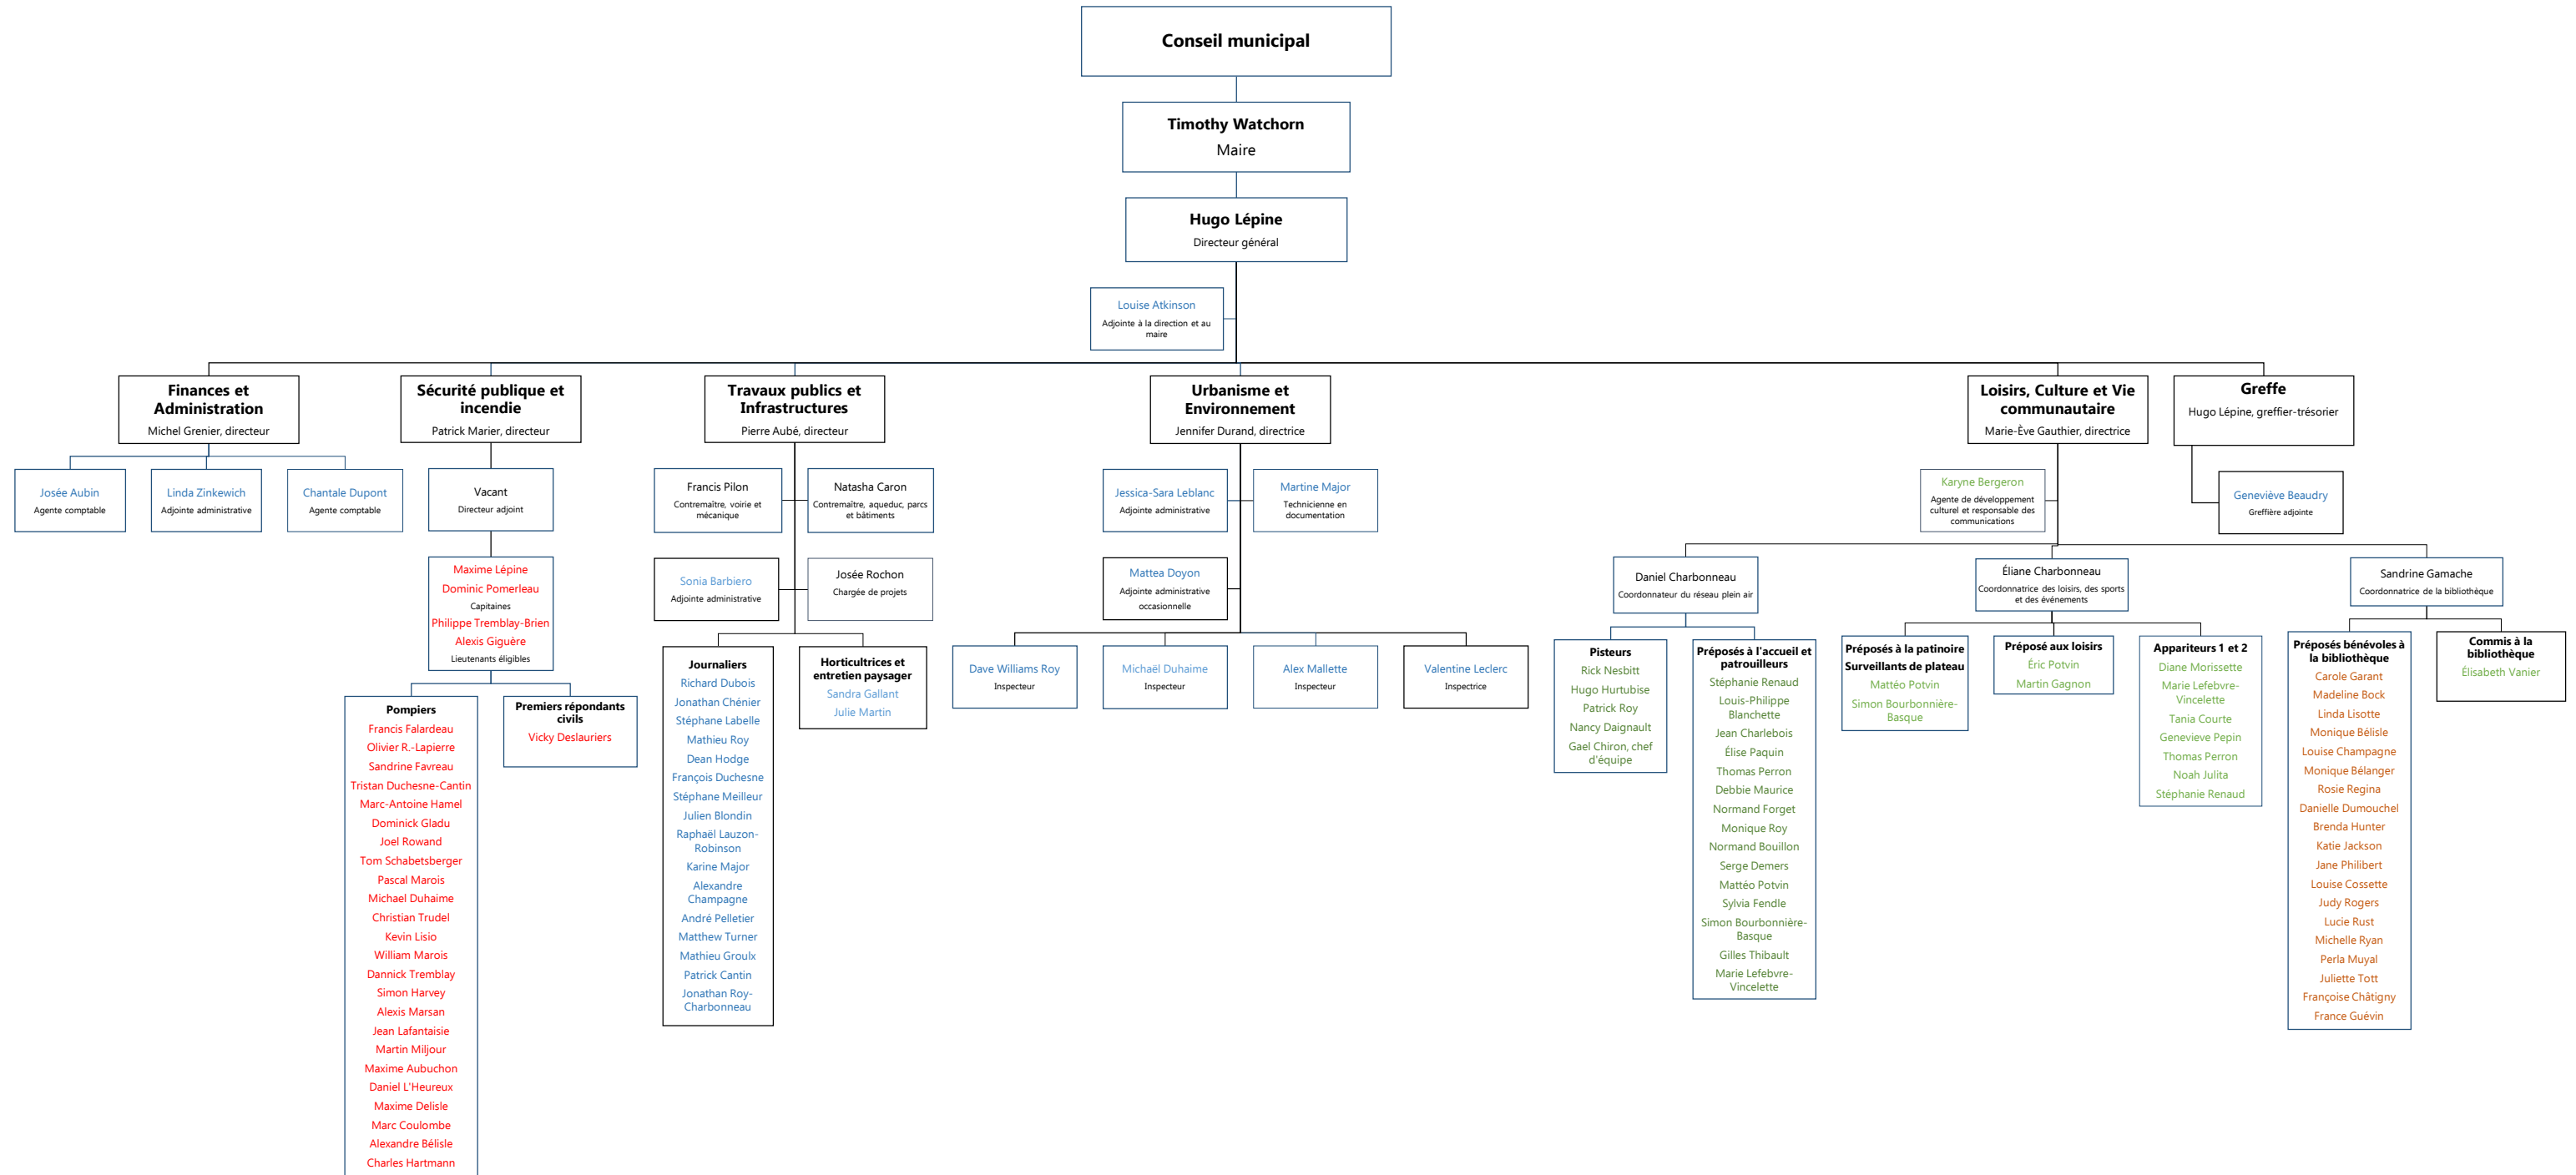 Conseil municipal
Timothy Watchorn
Maire
Hugo Lépine
Directeur général
Louise Atkinson
Adjointe à la direction et au
maire
Finances et
Administration
Michel Grenier, directeur
Josée Aubin
Agente comptable
Linda Zinkewich
Adjointe administrative
Chantale Dupont
Agente comptable
Sécurité publique et
incendie
Patrick Marier, directeur
Vacant
Directeur adjoint
Maxime Lépine
Dominic Pomerleau
Capitaines
Philippe Tremblay-Brien
Alexis Giguère
Lieutenants éligibles
Pompiers
Francis Falardeau
Olivier R.-Lapierre
Sandrine Favreau
Tristan Duchesne-Cantin
Marc-Antoine Hamel
Dominick Gladu
Joel Rowand
Tom Schabetsberger
Pascal Marois
Michael Duhaime
Christian Trudel
Kevin Lisio
William Marois
Dannick Tremblay
Simon Harvey
Alexis Marsan
Jean Lafantaisie
Martin Miljour
Maxime Aubuchon
Daniel L'Heureux
Maxime Delisle
Marc Coulombe
Alexandre Bélisle
Charles Hartmann
Premiers répondants
civils
Vicky Deslauriers
Travaux publics et
Infrastructures
Pierre Aubé, directeur
Francis Pilon
Contremaître, voirie et
mécanique
Natasha Caron
Contremaître, aqueduc, parcs
et bâtiments
Sonia Barbiero
Adjointe administrative
Josée Rochon
Chargée de projets
Journaliers
Richard Dubois
Jonathan Chénier
Stéphane Labelle
Mathieu Roy
Dean Hodge
François Duchesne
Stéphane Meilleur
Julien Blondin
Raphaël Lauzon-
Robinson
Karine Major
Alexandre
Champagne
André Pelletier
Matthew Turner
Mathieu Groulx
Patrick Cantin
Jonathan Roy-
Charbonneau
Horticultrices et
entretien paysager
Sandra Gallant
Julie Martin
Urbanisme et
Environnement
Jennifer Durand, directrice
Jessica-Sara Leblanc
Adjointe administrative
Martine Major
Technicienne en
documentation
Mattea Doyon
Adjointe administrative
occasionnelle
Dave Williams Roy
Inspecteur
Michaël Duhaime
Inspecteur
Alex Mallette
Inspecteur
Valentine Leclerc
Inspectrice
Loisirs, Culture et Vie
communautaire
Marie-Ève Gauthier, directrice
Karyne Bergeron
Agente de développement
culturel et responsable des
communications
Daniel Charbonneau
Coordonnateur du réseau plein air
Pisteurs
Rick Nesbitt
Hugo Hurtubise
Patrick Roy
Nancy Daignault
Gael Chiron, chef
d'équipe
Préposés à l'accueil et
patrouilleurs
Stéphanie Renaud
Louis-Philippe
Blanchette
Jean Charlebois
Élise Paquin
Thomas Perron
Debbie Maurice
Normand Forget
Monique Roy
Normand Bouillon
Serge Demers
Mattéo Potvin
Sylvia Fendle
Simon Bourbonnière-
Basque
Gilles Thibault
Marie Lefebvre-
Vincelette
Éliane Charbonneau
Coordonnatrice des loisirs, des sports
et des événements
Préposés à la patinoire
Surveillants de plateau
Mattéo Potvin
Simon Bourbonnière-
Basque
Préposé aux loisirs
Éric Potvin
Martin Gagnon
Appariteurs 1 et 2
Diane Morissette
Marie Lefebvre-
Vincelette
Tania Courte
Genevieve Pepin
Thomas Perron
Noah Julita
Stéphanie Renaud
Sandrine Gamache
Coordonnatrice de la bibliothèque
Préposés bénévoles à
la bibliothèque
Carole Garant
Madeline Bock
Linda Lisotte
Monique Bélisle
Louise Champagne
Monique Bélanger
Rosie Regina
Danielle Dumouchel
Brenda Hunter
Katie Jackson
Jane Philibert
Louise Cossette
Judy Rogers
Lucie Rust
Michelle Ryan
Perla Muyal
Juliette Tott
Françoise Châtigny
France Guévin
Commis à la
bibliothèque
Élisabeth Vanier
Greffe
Hugo Lépine, greffier-trésorier
Geneviève Beaudry
Greffière adjointe